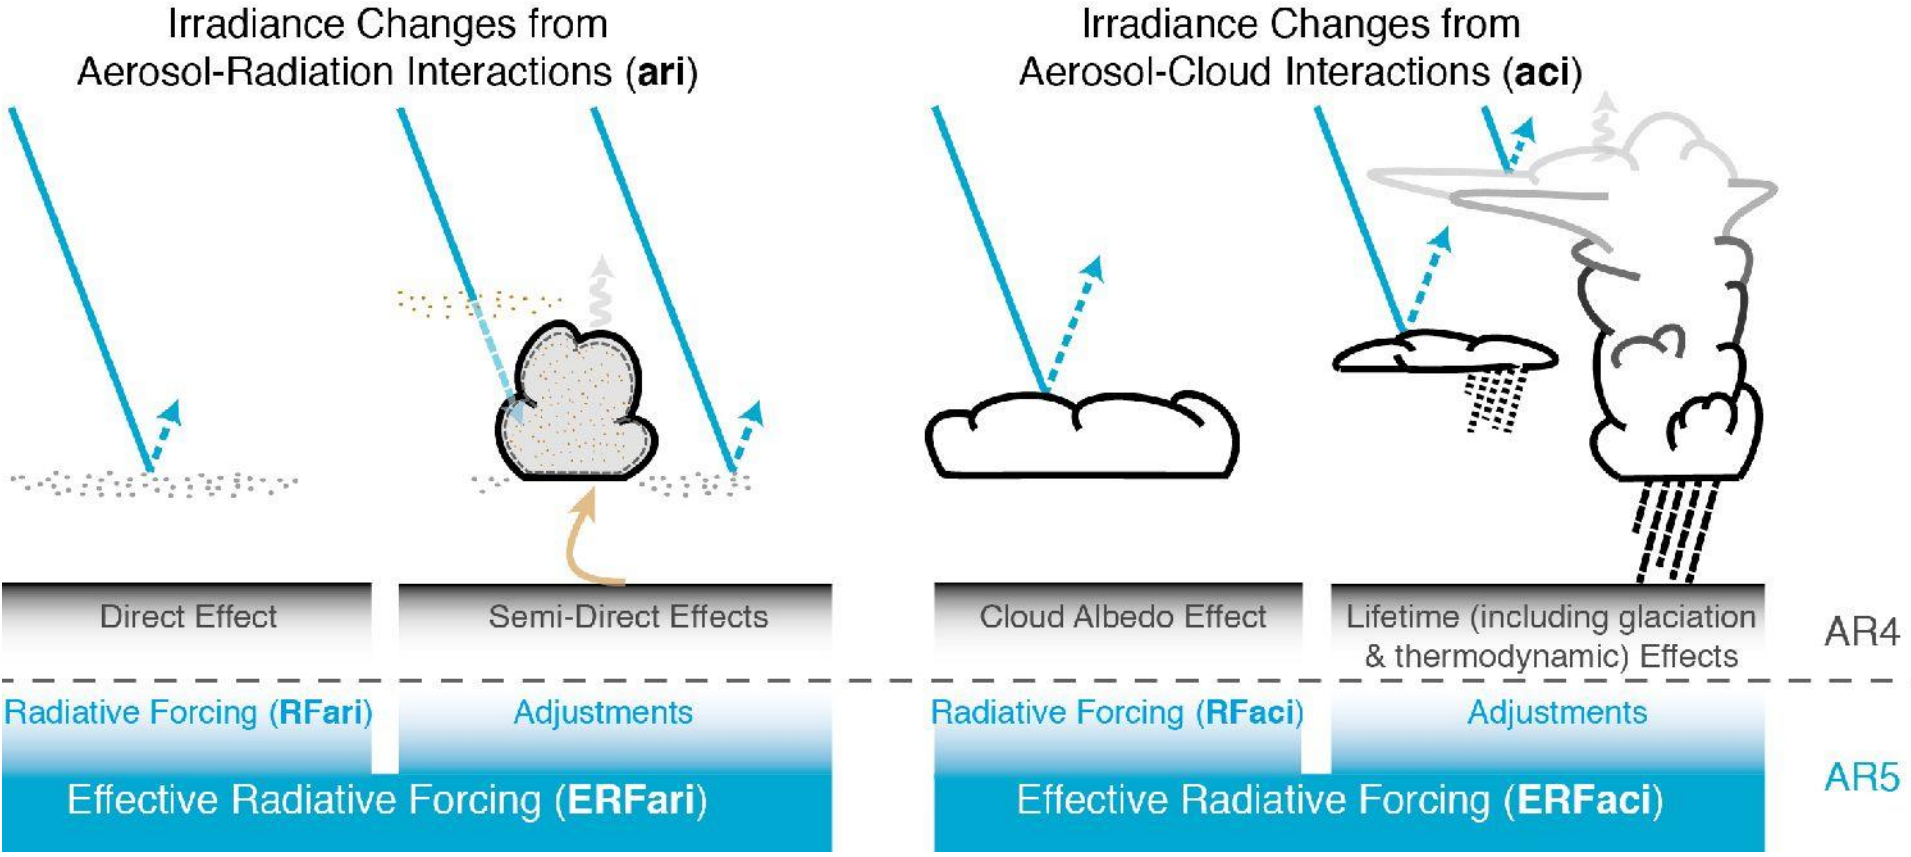 Irradiance Changes from
Aerosol-Radiation Interactions (ari)
Irradiance Changes from
Aerosol-Cloud Interactions (aci)
Direct Effect
Semi-Direct Effects
Cloud Albedo Effect
Lifetime (including glaciation
& thermodynamic) Effects
AR4
Radiative Forcing (RFari)
Adjustments
Radiative Forcing (RFaci)
Adjustments
AR5
Effective Radiative Forcing (ERFari)
Effective Radiative Forcing (ERFaci)